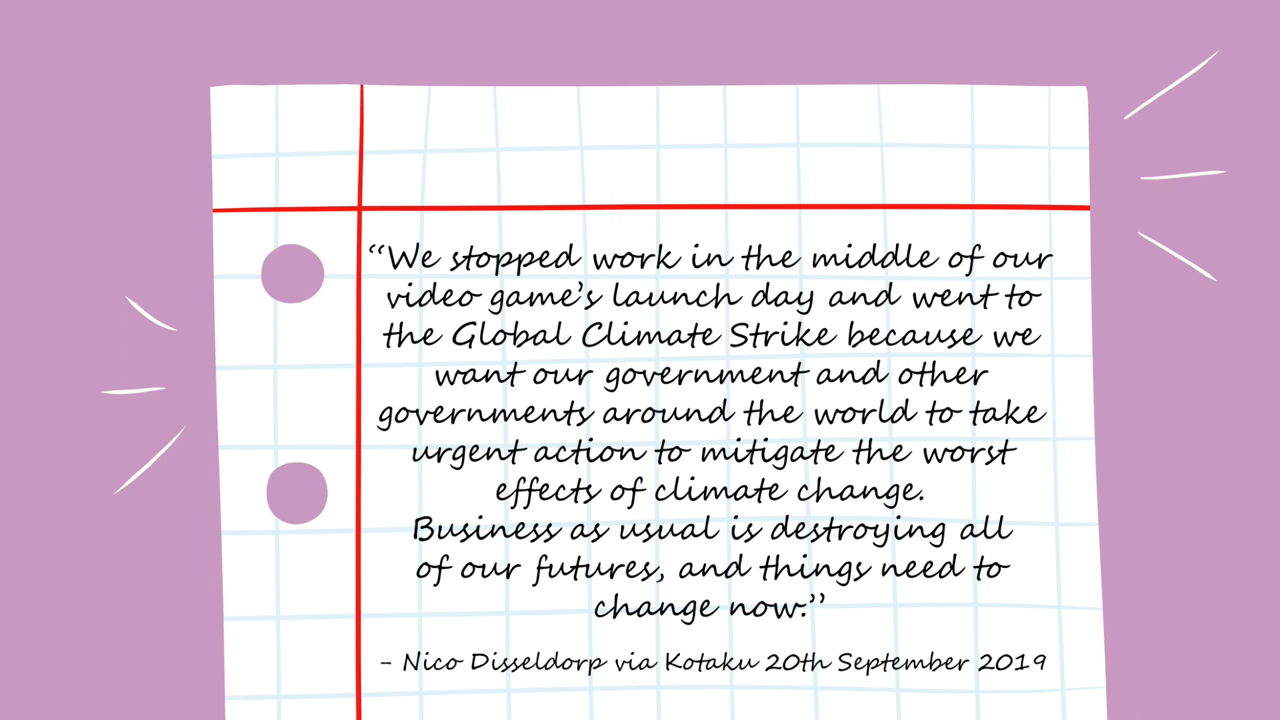 “We stopped work in the middle of our
video game’s launch day and went to
the Global Climate Strike because we
want our government and other
governments around the world to take
urgent action to mitigate the worst
effects of climate change.
Business as usual is destroying all
of our futures, and things need to
change now.”
- Nico Disseldorp via Kotaku 20th September 2019